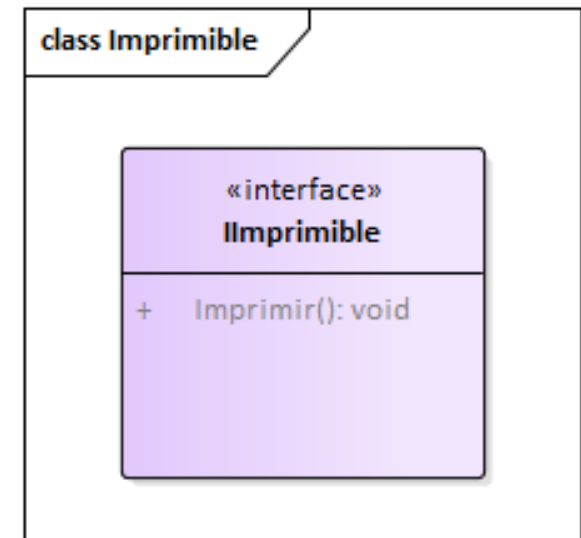 class Imprimible
«interface»
IImprimible
+ Imprimir(): void